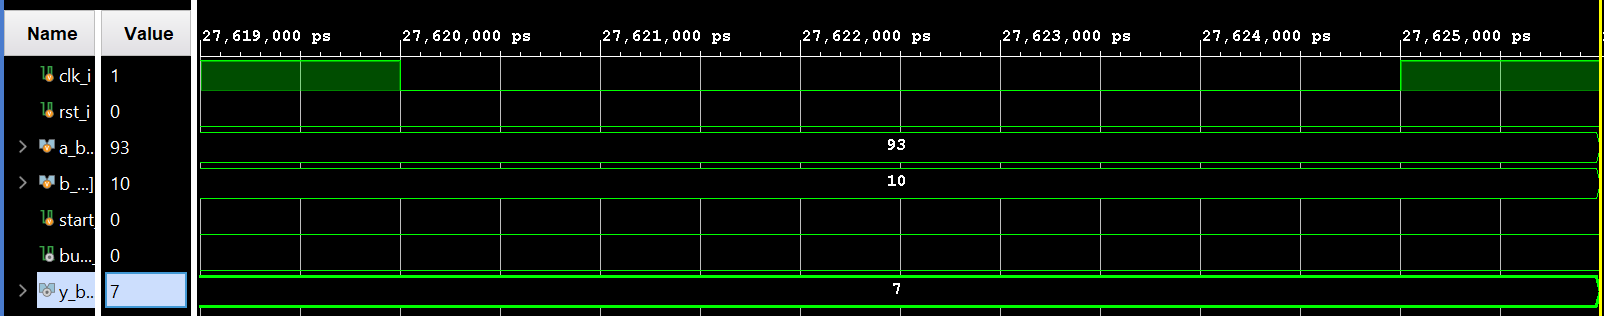 Name Value 27,619,000 ps 27,620,000 ps 27,621,000 ps 27,622,000 ps 27,623,000 ps 27,624,000 ps 27,625,000 ps
clk_i 1
rst_i 0
a_b.. 93 93
b_...] 10 10
start_ 0
bu..._ 0
y_b.. 7 7